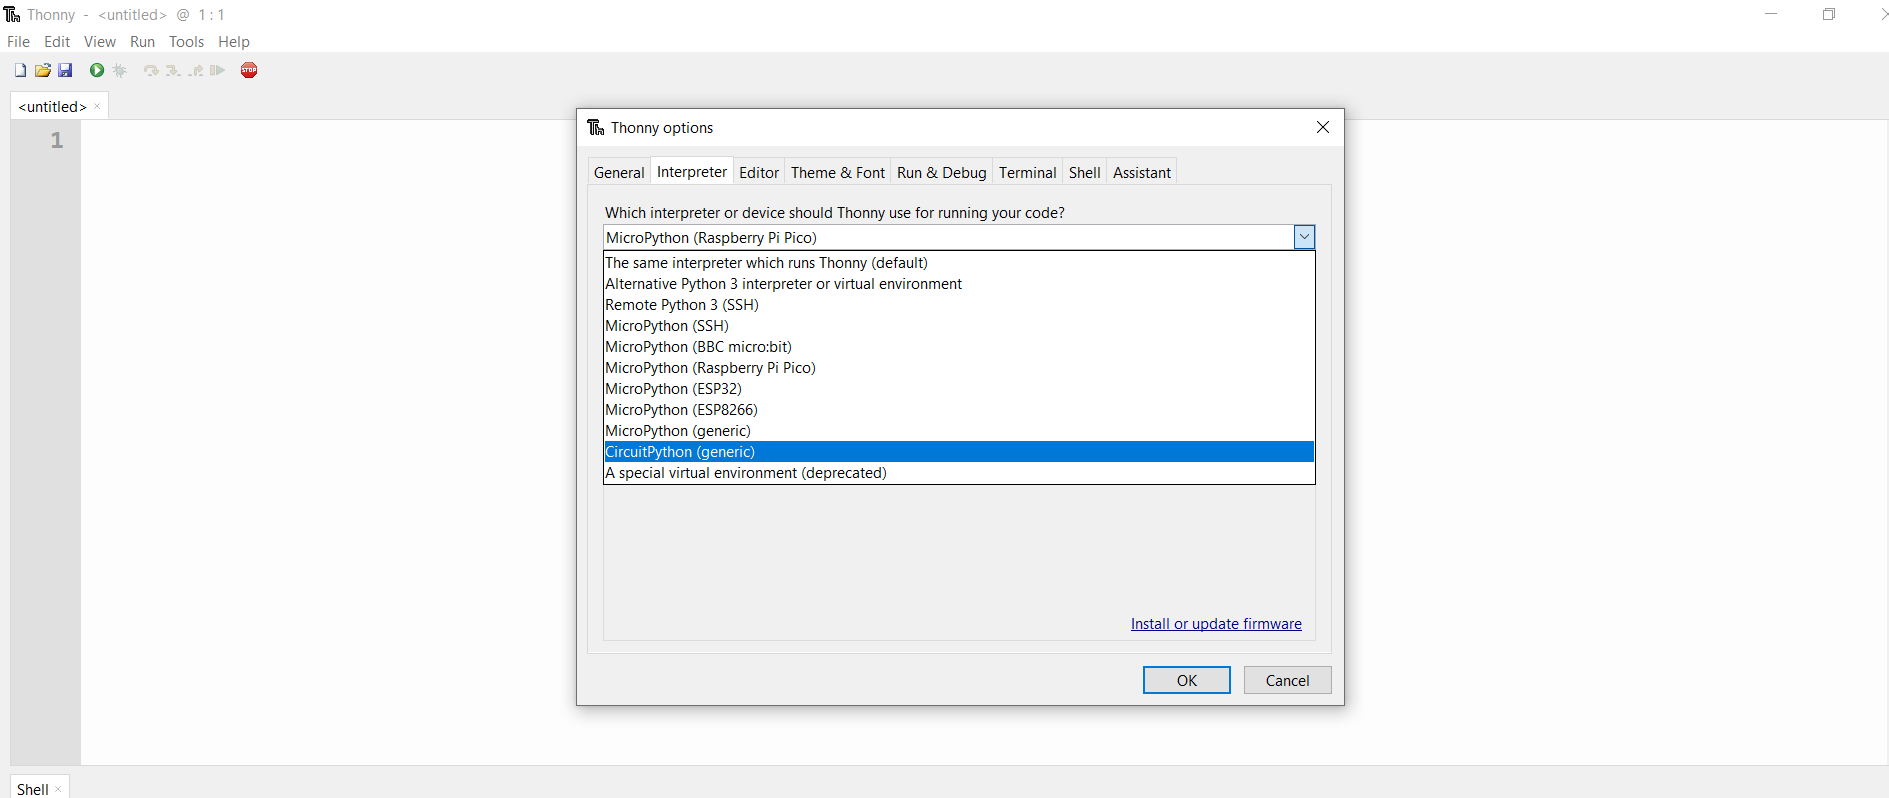 Thonny - <untitled> @ 1 : 1
File Edit View Run Tools Help
STOP
<untitled> ×
1
Thonny options
General Interpreter Editor Theme & Font Run & Debug Terminal Shell Assistant
Which interpreter or device should Thonny use for running your code?
MicroPython (Raspberry Pi Pico)
The same interpreter which runs Thonny (default)
Alternative Python 3 interpreter or virtual environment
Remote Python 3 (SSH)
MicroPython (SSH)
MicroPython (BBC micro:bit)
MicroPython (Raspberry Pi Pico)
MicroPython (ESP32)
MicroPython (ESP8266)
MicroPython (generic)
CircuitPython (generic)
A special virtual environment (deprecated)
Install or update firmware
OK Cancel
Shell ×